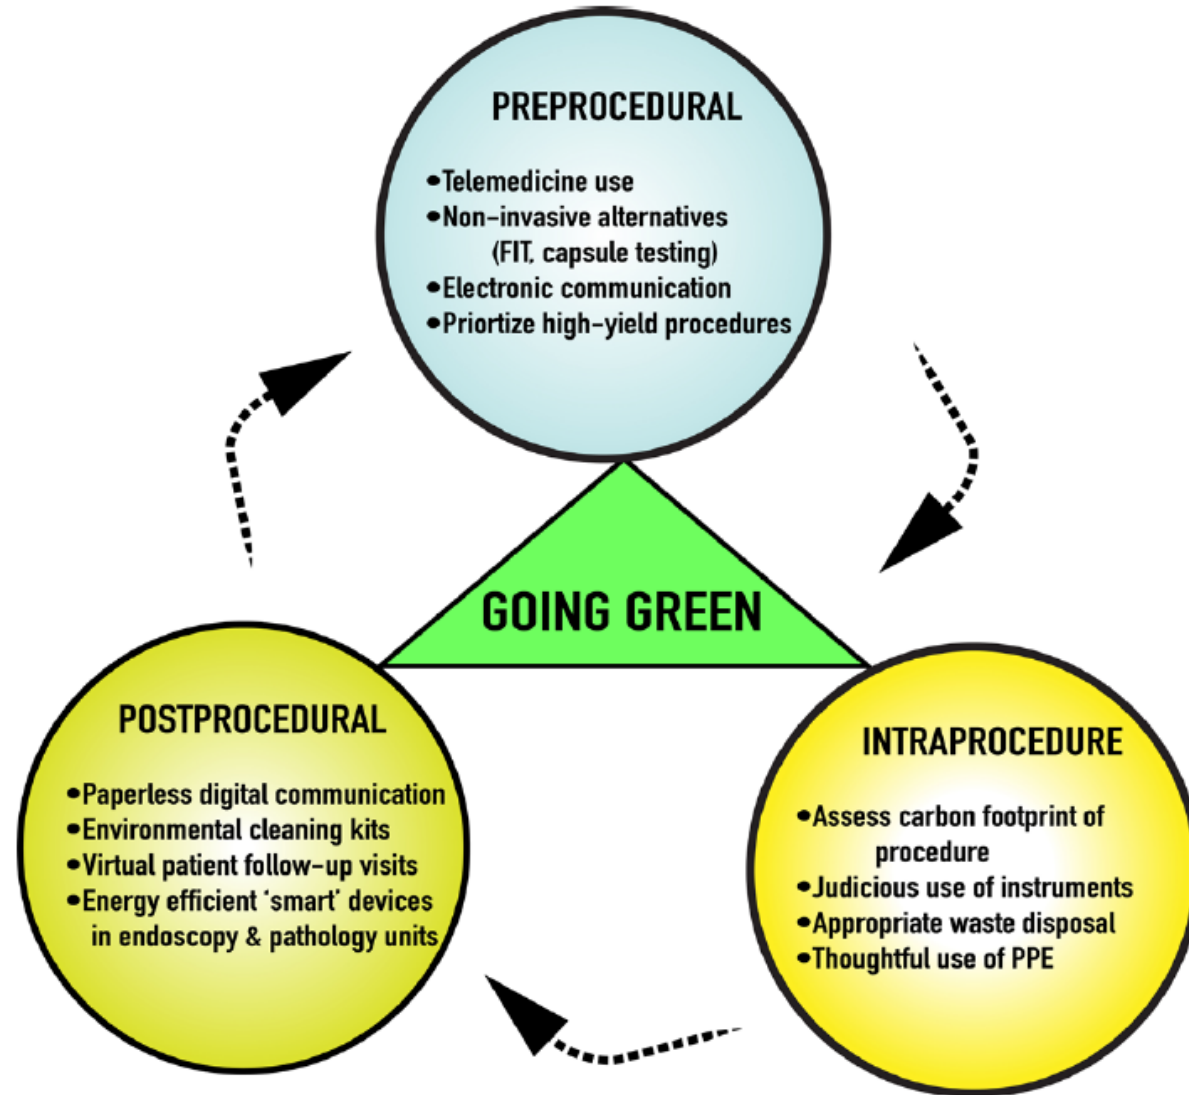 PREPROCEDURAL
•Telemedicine use
•Non-invasive alternatives
(FIT, capsule testing)
•Electronic communication
•Priortize high-yield procedures
GOING GREEN
POSTPROCEDURAL
•Paperless digital communication
•Environmental cleaning kits
•Virtual patient follow-up visits
•Energy efficient 'smart' devices
in endoscopy & pathology units
INTRAPROCEDURE
•Assess carbon footprint of
procedure
•Judicious use of instruments
•Appropriate waste disposal
•Thoughtful use of PPE